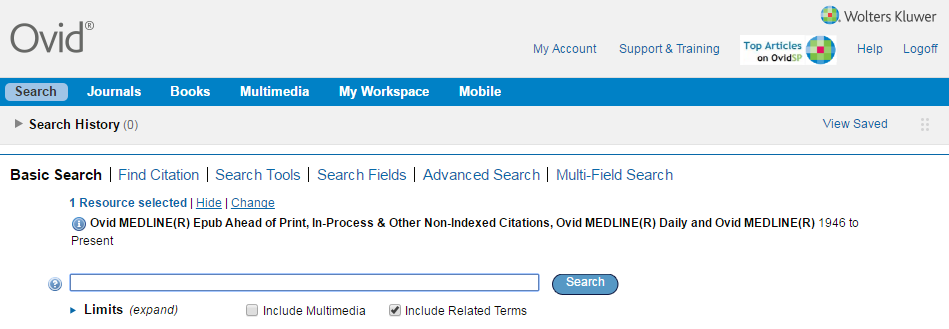 Wolters Kluwer
Ovid®
My Account Support & Training Top Articles on OvidSP Help Logoff
Search Journals Books Multimedia My Workspace Mobile
Search History (0) View Saved
Basic Search | Find Citation | Search Tools | Search Fields | Advanced Search | Multi-Field Search
1 Resource selected | Hide | Change
Ovid MEDLINE(R) Epub Ahead of Print, In-Process & Other Non-Indexed Citations, Ovid MEDLINE(R) Daily and Ovid MEDLINE(R) 1946 to
Present
Search
Limits (expand) Include Multimedia Include Related Terms